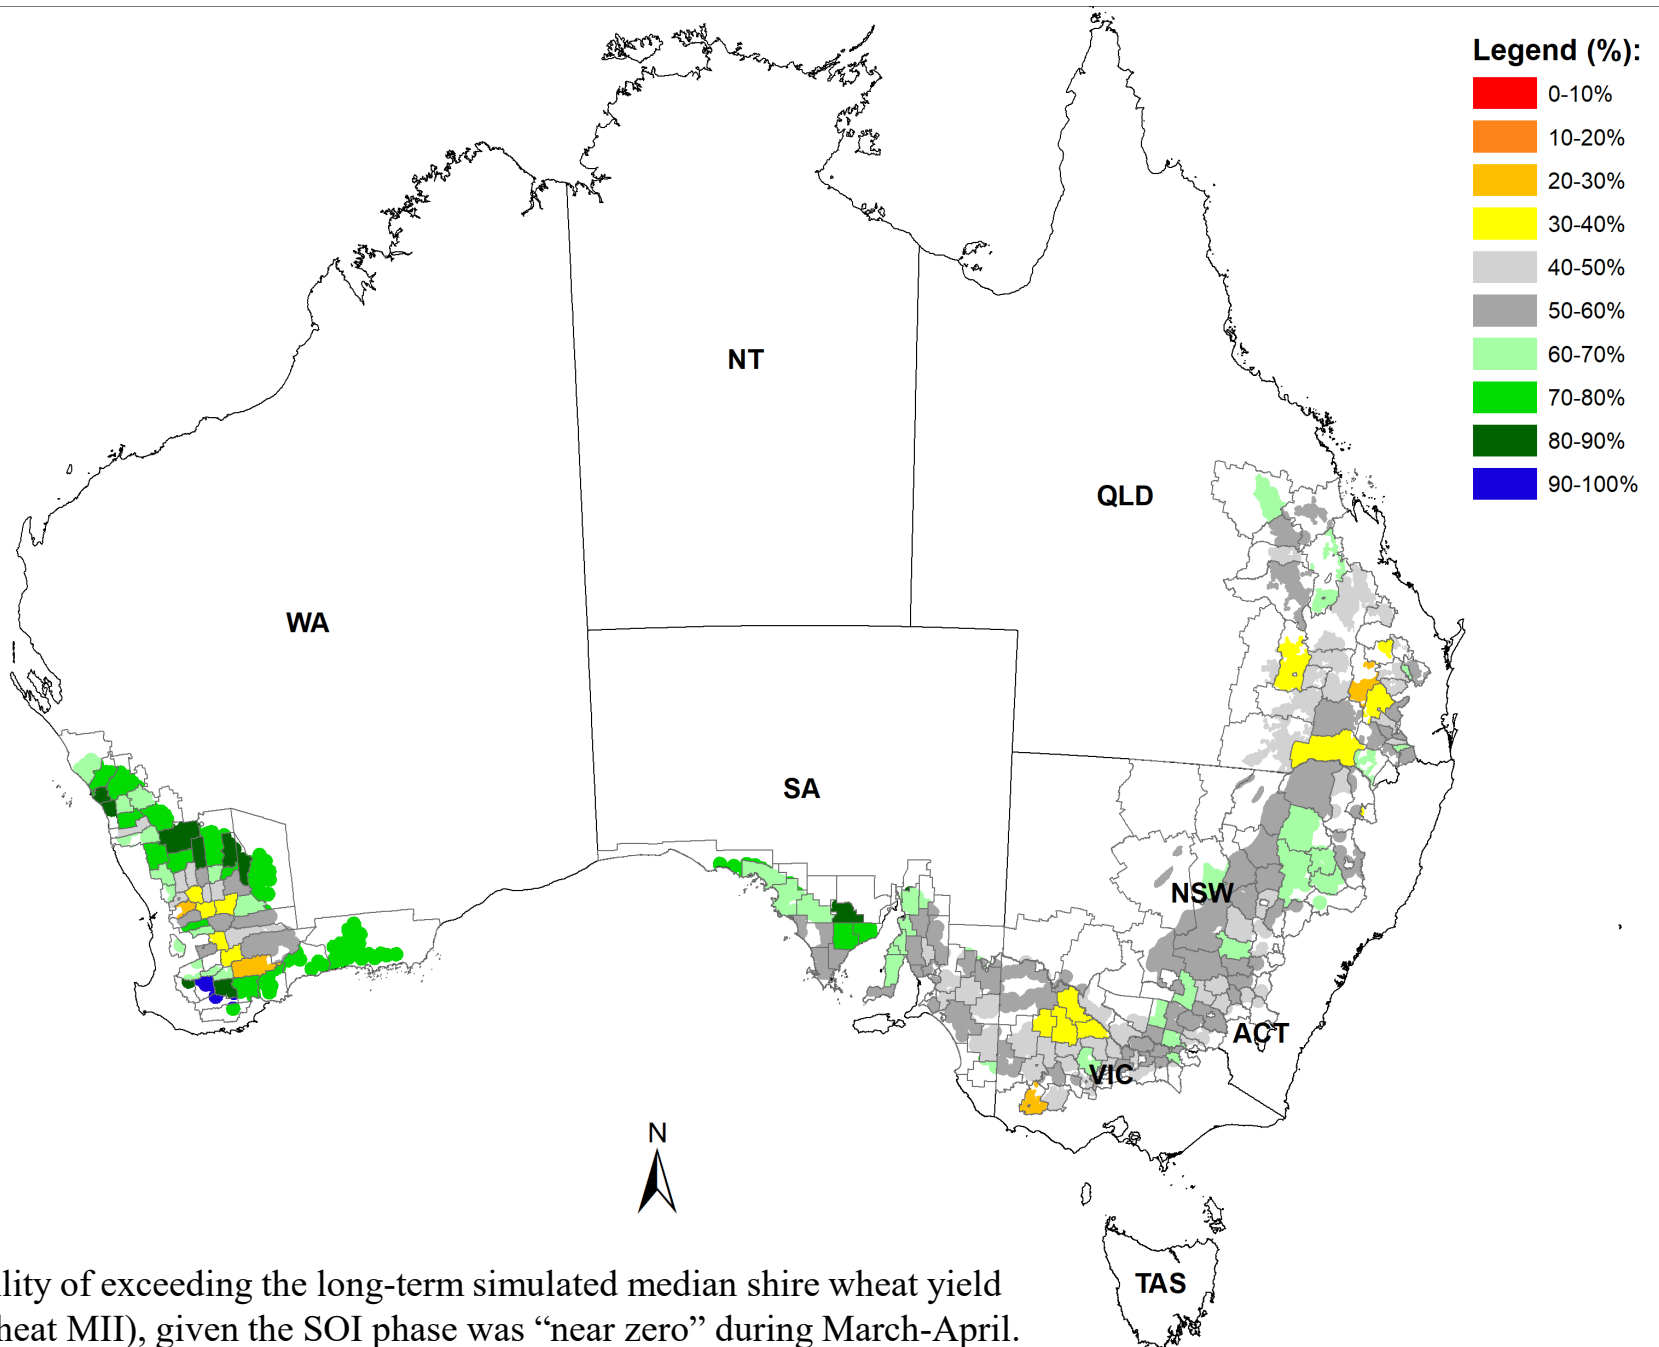 Legend (%):
0-10%
10-20%
20-30%
30-40%
40-50%
50-60%
60-70%
70-80%
80-90%
90-100%
NT
QLD
WA
SA
NSW
ACT
VIC
N
TAS
lity of exceeding the long-term simulated median shire wheat yield
heat MII), given the SOI phase was “near zero” during March-April.